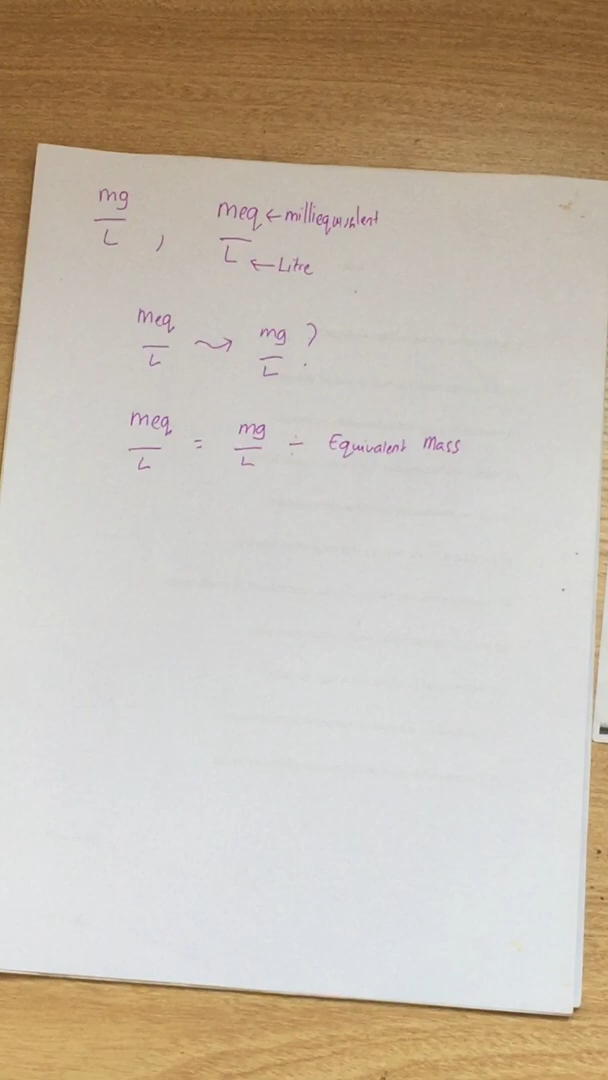 mg/L , meq/L ← milliequivalent
← Litre
meq/L ⤳ mg/L ?
meq/L = mg/L ÷ Equivalent Mass